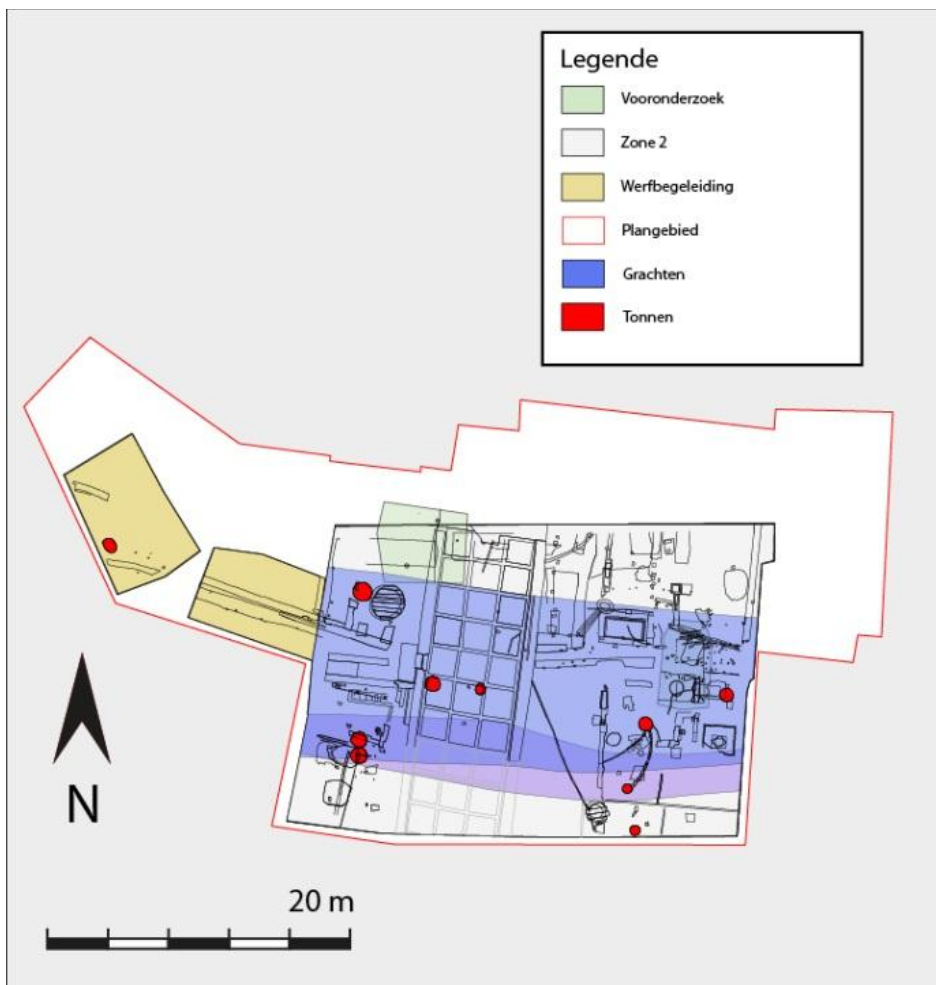 Legende
Vooronderzoek
Zone 2
Werfbegeleiding
Plangebied
Grachten
Tonnen
N
20 m